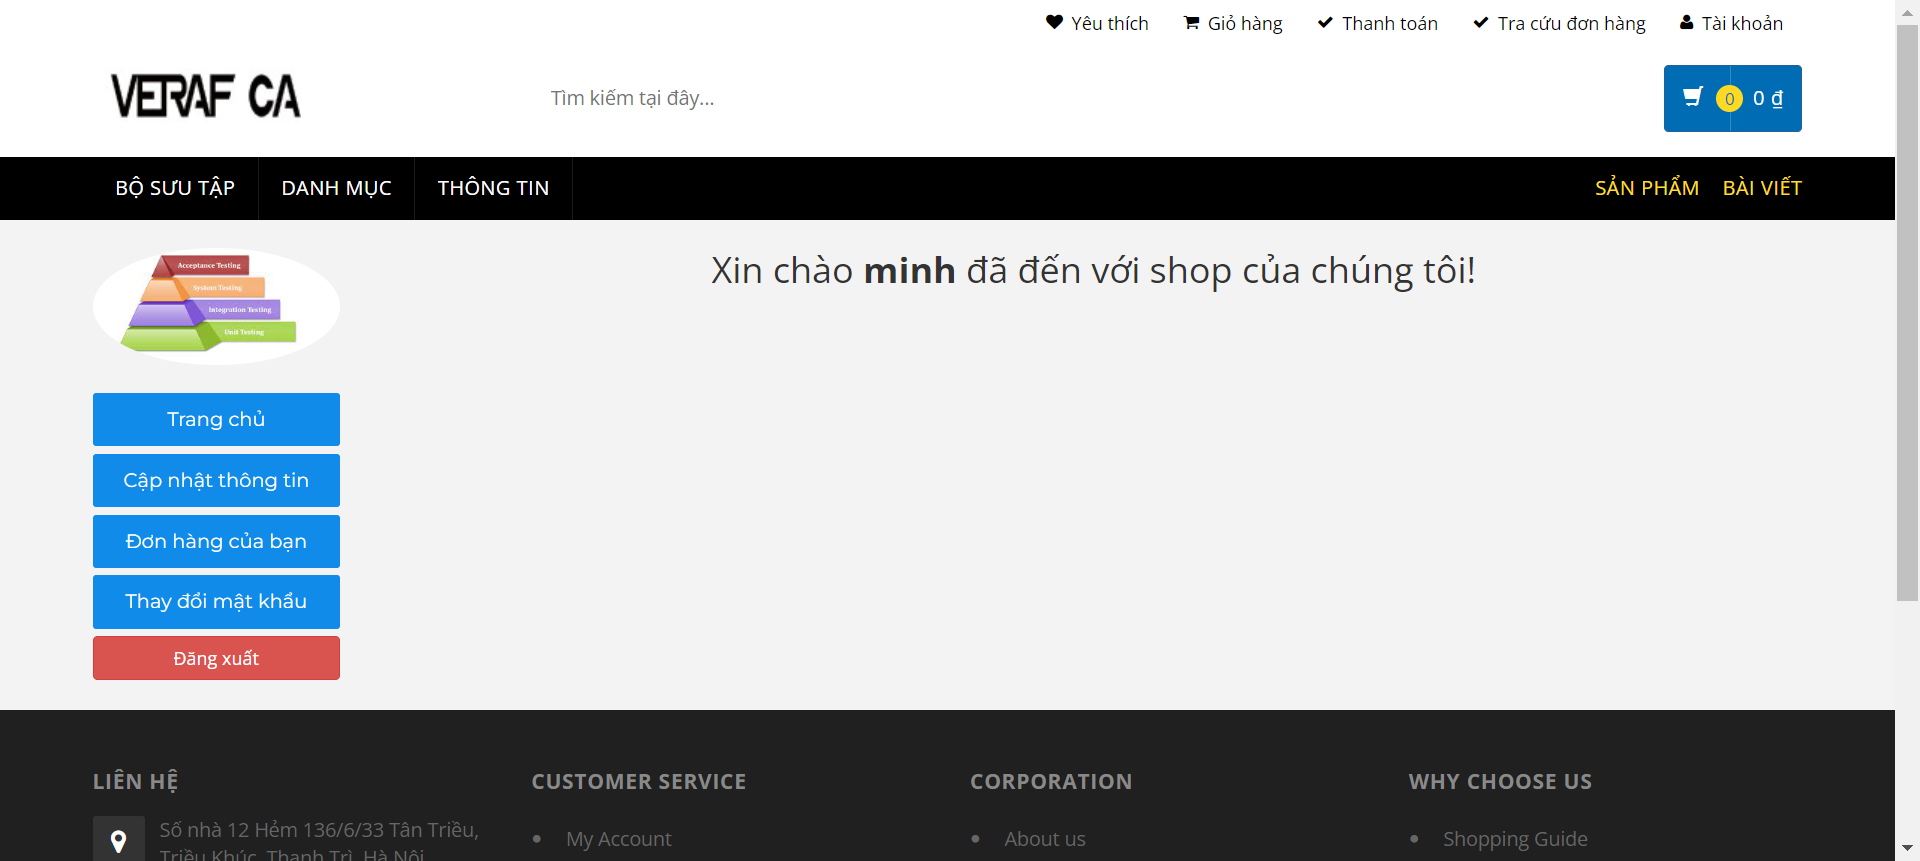 Yêu thích Giỏ hàng Thanh toán Tra cứu đơn hàng Tài khoản
VERAF CA
Tìm kiếm tại đây...
0 0 ₫
BỘ SƯU TẬP DANH MỤC THÔNG TIN SẢN PHẨM BÀI VIẾT
Acceptance Testing
System Testing
Integration Testing
Unit Testing
Xin chào minh đã đến với shop của chúng tôi!
Trang chủ
Cập nhật thông tin
Đơn hàng của bạn
Thay đổi mật khẩu
Đăng xuất
LIÊN HỆ
Số nhà 12 Hẻm 136/6/33 Tân Triều,
Triều Khúc, Thanh Trì, Hà Nội
CUSTOMER SERVICE
My Account
CORPORATION
About us
WHY CHOOSE US
Shopping Guide